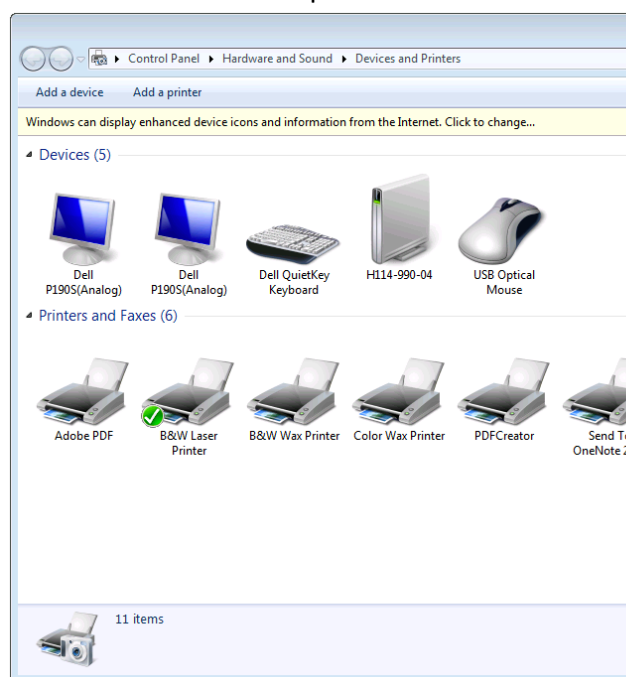 Control Panel ▸ Hardware and Sound ▸ Devices and Printers
Add a device Add a printer
Windows can display enhanced device icons and information from the Internet. Click to change...
Devices (5)
Dell
P190S(Analog)
Dell
P190S(Analog)
Dell QuietKey
Keyboard
H114-990-04
USB Optical
Mouse
Printers and Faxes (6)
Adobe PDF
B&W Laser
Printer
B&W Wax Printer
Color Wax Printer
PDFCreator
Send
OneNote
11 items